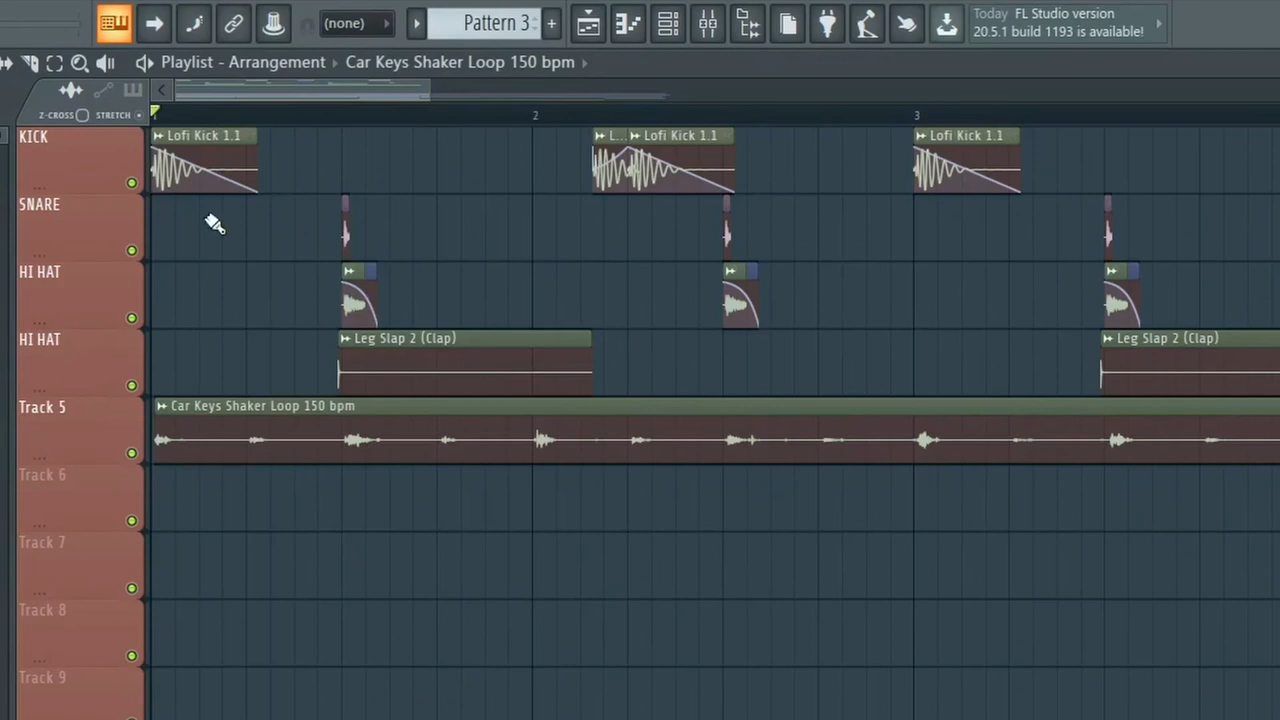 (none)
Pattern 3
+
Today FL Studio version
20.5.1 build 1193 is available!
Playlist - Arrangement Car Keys Shaker Loop 150 bpm
Z-CROSS STRETCH
1 2 3
KICK
Lofi Kick 1.1
L...
Lofi Kick 1.1
Lofi Kick 1.1
SNARE
HI HAT
HI HAT
Leg Slap 2 (Clap)
Leg Slap 2 (Clap)
Track 5
Car Keys Shaker Loop 150 bpm
Track 6
Track 7
Track 8
Track 9